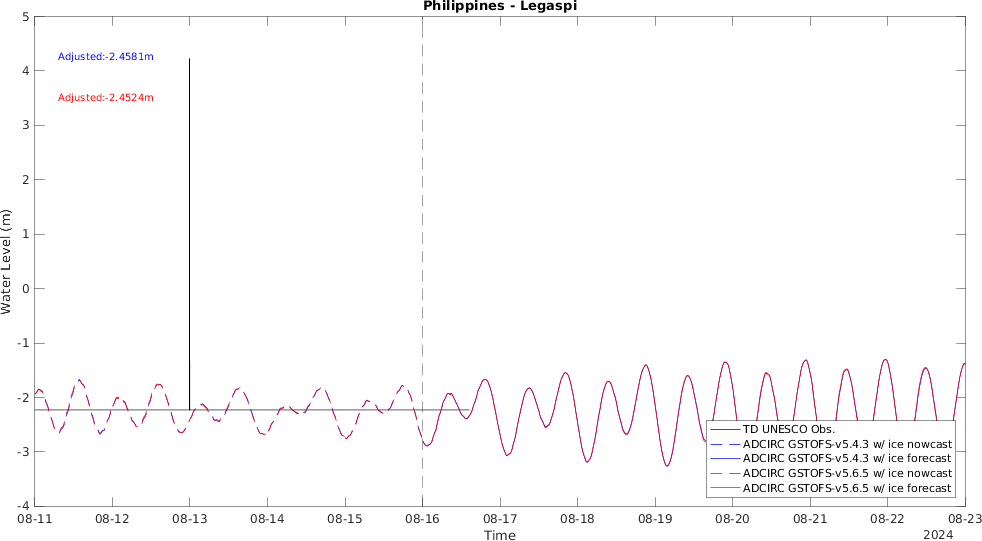 Philippines - Legaspi
Adjusted:-2.4581m
Adjusted:-2.4524m
Water Level (m)
5
4
3
2
1
0
-1
-2
-3
-4
TD UNESCO Obs.
ADCIRC GSTOFS-v5.4.3 w/ ice nowcast
ADCIRC GSTOFS-v5.4.3 w/ ice forecast
ADCIRC GSTOFS-v5.6.5 w/ ice nowcast
ADCIRC GSTOFS-v5.6.5 w/ ice forecast
08-11 08-12 08-13 08-14 08-15 08-16 08-17 08-18 08-19 08-20 08-21 08-22 08-23
Time
2024